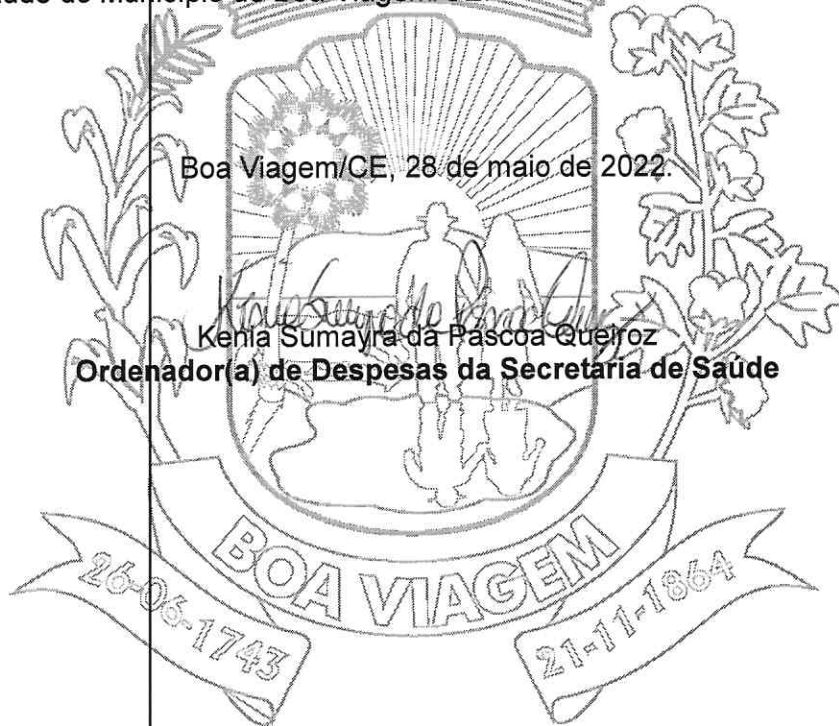 Boa Viagem/CE, 28 de maio de 2022.
Kenia Sumayra da Pascoa Queiroz
Ordenador(a) de Despesas da Secretaria de Saúde
BOA VIAGEM
26-06-1743
21-11-1864